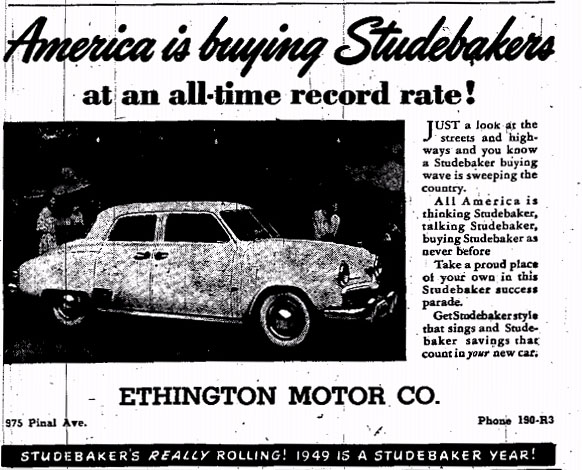 America is buying Studebakers
at an all-time record rate!
JUST a look at the
streets and high-
ways and you know
a Studebaker buying
wave is sweeping the
country.
All America is
thinking Studebaker,
talking Studebaker,
buying Studebaker as
never before
Take a proud place
of your own in this
Studebaker success
parade.
Get Studebaker style
that sings and Stude-
baker savings that
count in your new car.
ETHINGTON MOTOR CO.
975 Pinal Ave.
Phone 190-R3
STUDEBAKER'S REALLY ROLLING! 1949 IS A STUDEBAKER YEAR!